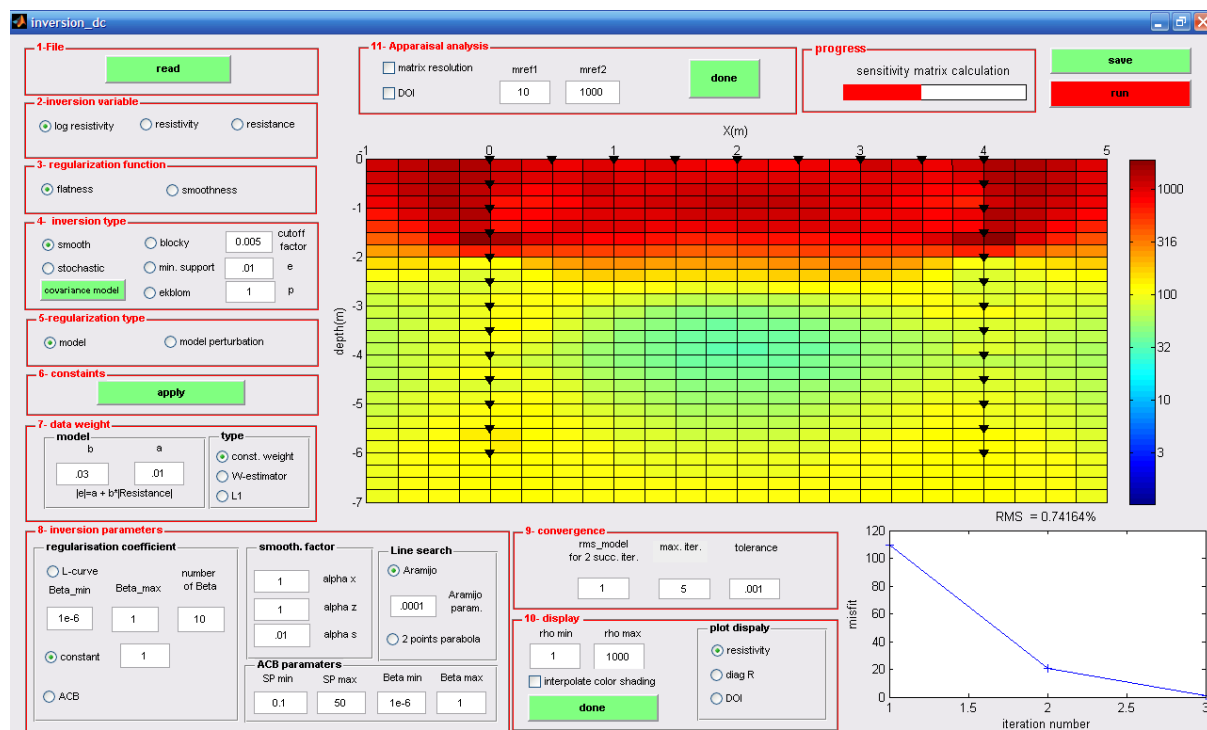 inversion_dc
1-File
read
2-inversion variable
log resistivity
resistivity
resistance
3- regularization function
flatness
smoothness
4- inversion type
smooth
blocky
0.005
cutoff
factor
stochastic
min. support
.01
e
covariance model
ekblom
1
p
5-regularization type
model
model perturbation
6- constaints
apply
7- data weight
model
b
a
.03
.01
|e|=a + b*|Resistance|
type
const. weight
W-estimator
L1
11- Apparaisal analysis
matrix resolution
DOI
mref1
mref2
10
1000
done
progress
sensitivity matrix calculation
save
run
X(m)
-1 0 1 2 3 4 5
depth(m)
0
-1
-2
-3
-4
-5
-6
-7
1000
316
100
32
10
3
RMS = 0.74164%
8- inversion parameters
regularisation coefficient
L-curve
Beta_min
Beta_max
number
of Beta
1e-6
1
10
constant
1
ACB
smooth. factor
1
alpha x
1
alpha z
.01
alpha s
Line search
Aramijo
.0001
Aramijo
param.
2 points parabola
ACB paramaters
SP min
SP max
Beta min
Beta max
0.1
50
1e-6
1
9- convergence
rms_model
for 2 succ. iter.
max. iter.
tolerance
1
5
.001
10- display
rho min
rho max
1
1000
interpolate color shading
done
plot dispaly
resistivity
diag R
DOI
misfit
120
100
80
60
40
20
0
1 1.5 2 2.5 3
iteration number